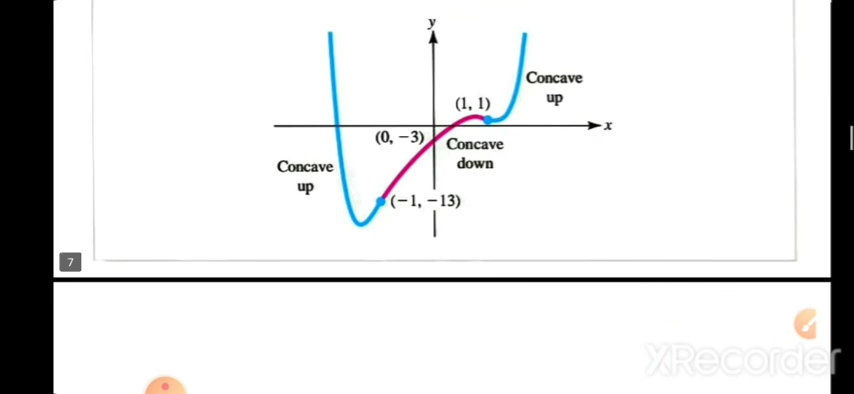 y
Concave
up
(1, 1)
x
(0, −3)
Concave
down
Concave
up
(−1, −13)
7
XRecorder